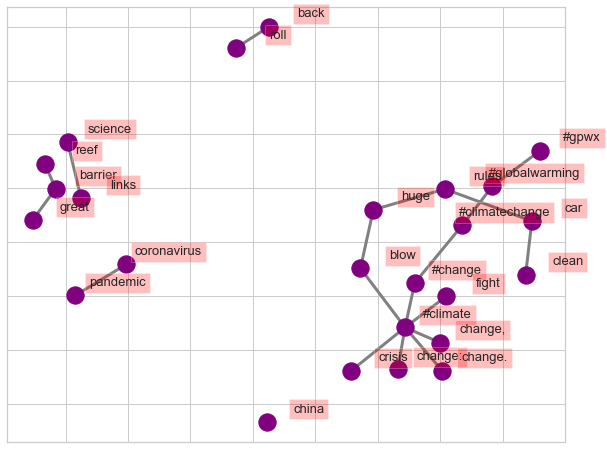 back
roll
science
#gpwx
reef
barrier
links
rules
#globalwarming
huge
great
#climatechange
car
coronavirus
blow
clean
#change
pandemic
fight
#climate
change,
crisis
change:
change.
china